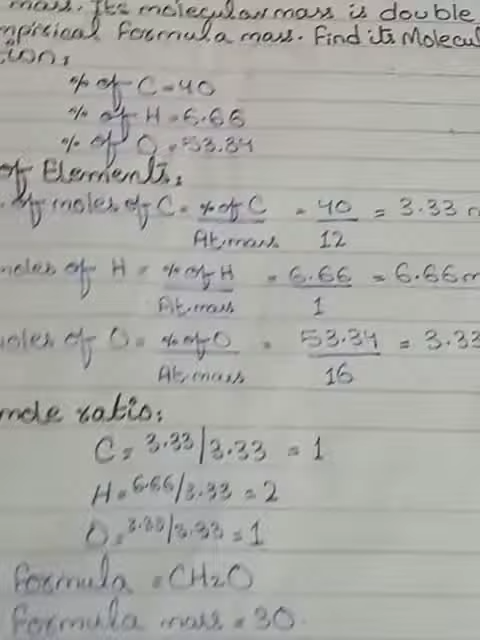 mass. Its molecular mass is double
formula mass. Find its Molecul
% of C = 40
% of H = 6.66
% of O = 53.34
of Elements:
of moles of C = % of C / At. mass = 40 / 12 = 3.33
moles of H = % of H / At. mass = 6.66 / 1 = 6.66m
moles of O = % of O / At. mass = 53.34 / 16 = 3.33
mole ratio:
C = 3.33/3.33 = 1
H = 6.66/3.33 = 2
O = 3.33/3.33 = 1
Formula = CH2O
Formula mass = 30.